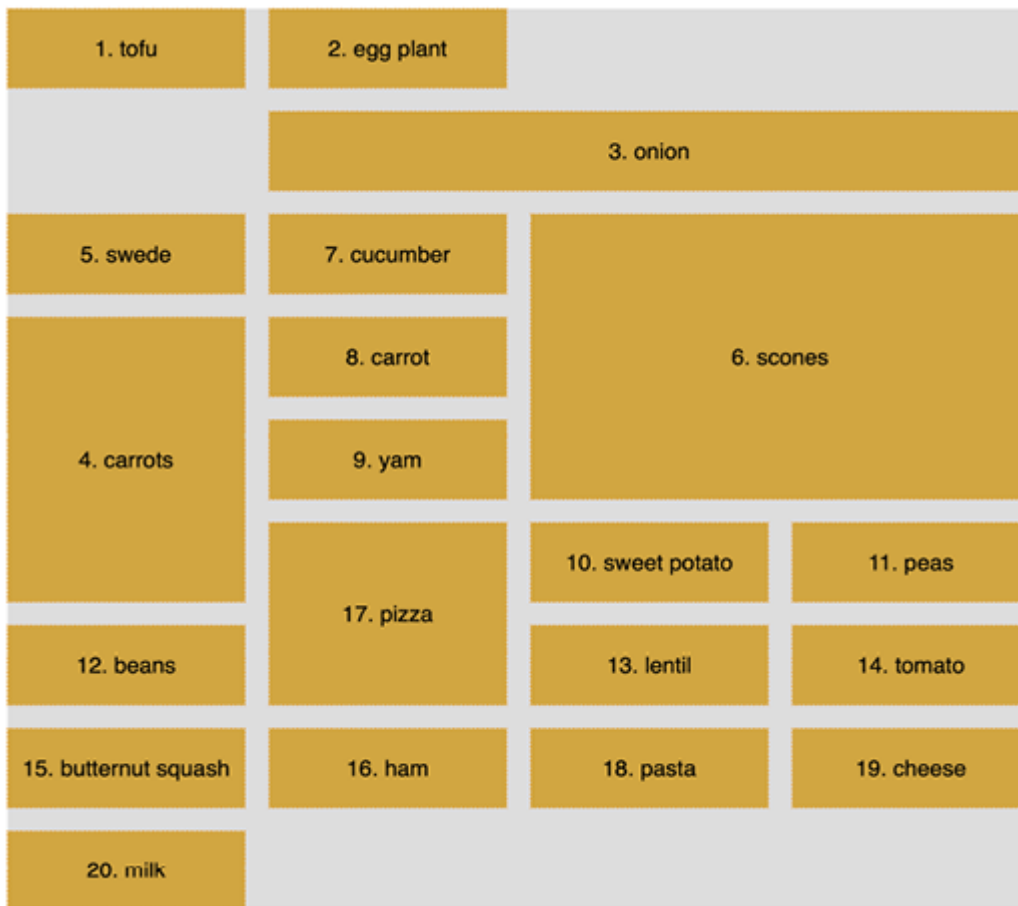 1. tofu
2. egg plant
3. onion
5. swede
7. cucumber
6. scones
8. carrot
4. carrots
9. yam
10. sweet potato
11. peas
17. pizza
12. beans
13. lentil
14. tomato
15. butternut squash
16. ham
18. pasta
19. cheese
20. milk